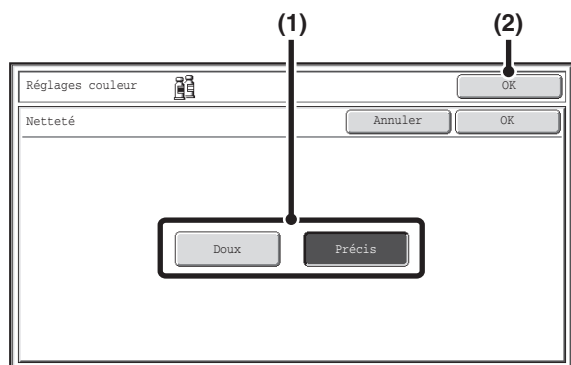 (1) (2)
Réglages couleur OK
Netteté Annuler OK
Doux Précis